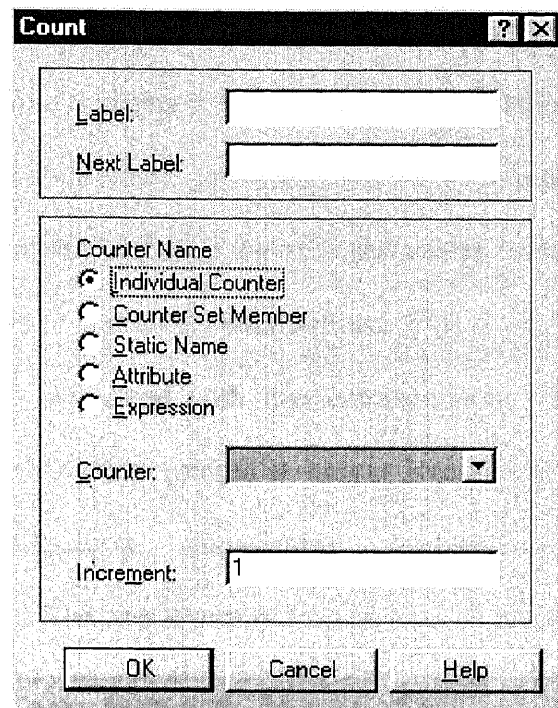 Count
Label:
Next Label:
Counter Name
Individual Counter
Counter Set Member
Static Name
Attribute
Expression
Counter:
Increment: 1
OK Cancel Help